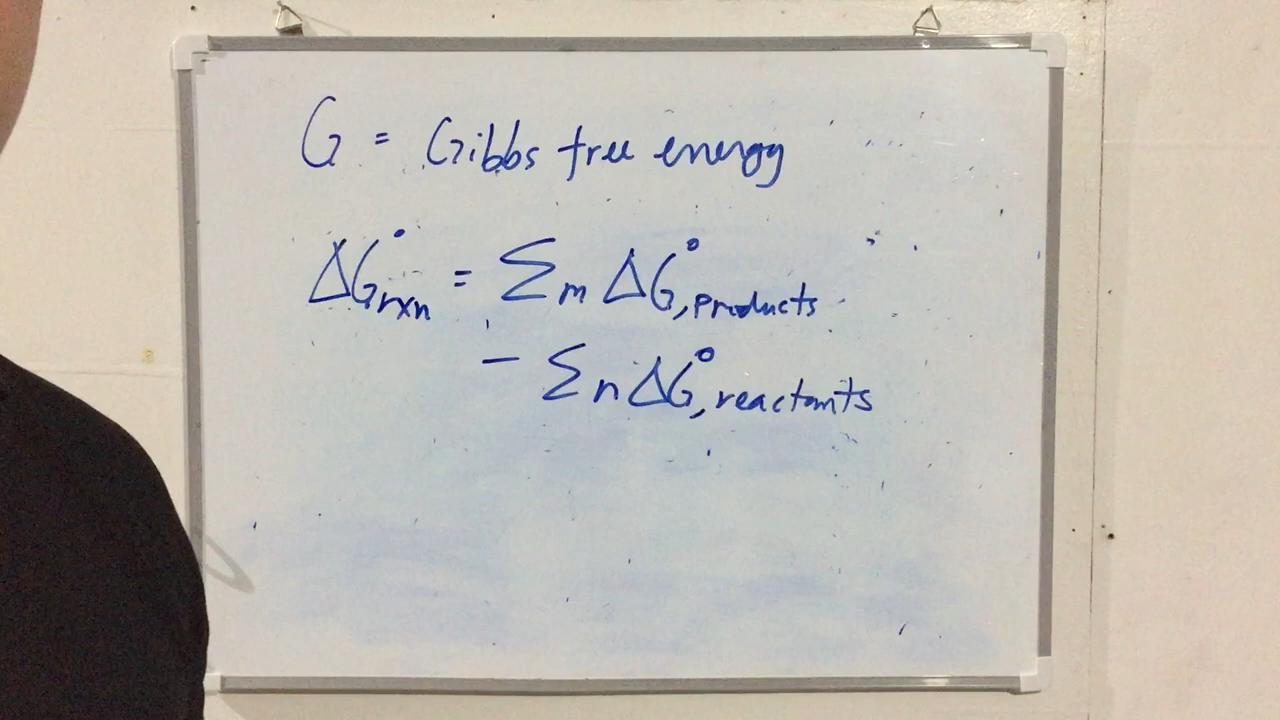 G = Gibbs free energy
ΔG°rxn = Σm ΔG°,products
− Σn ΔG°,reactants